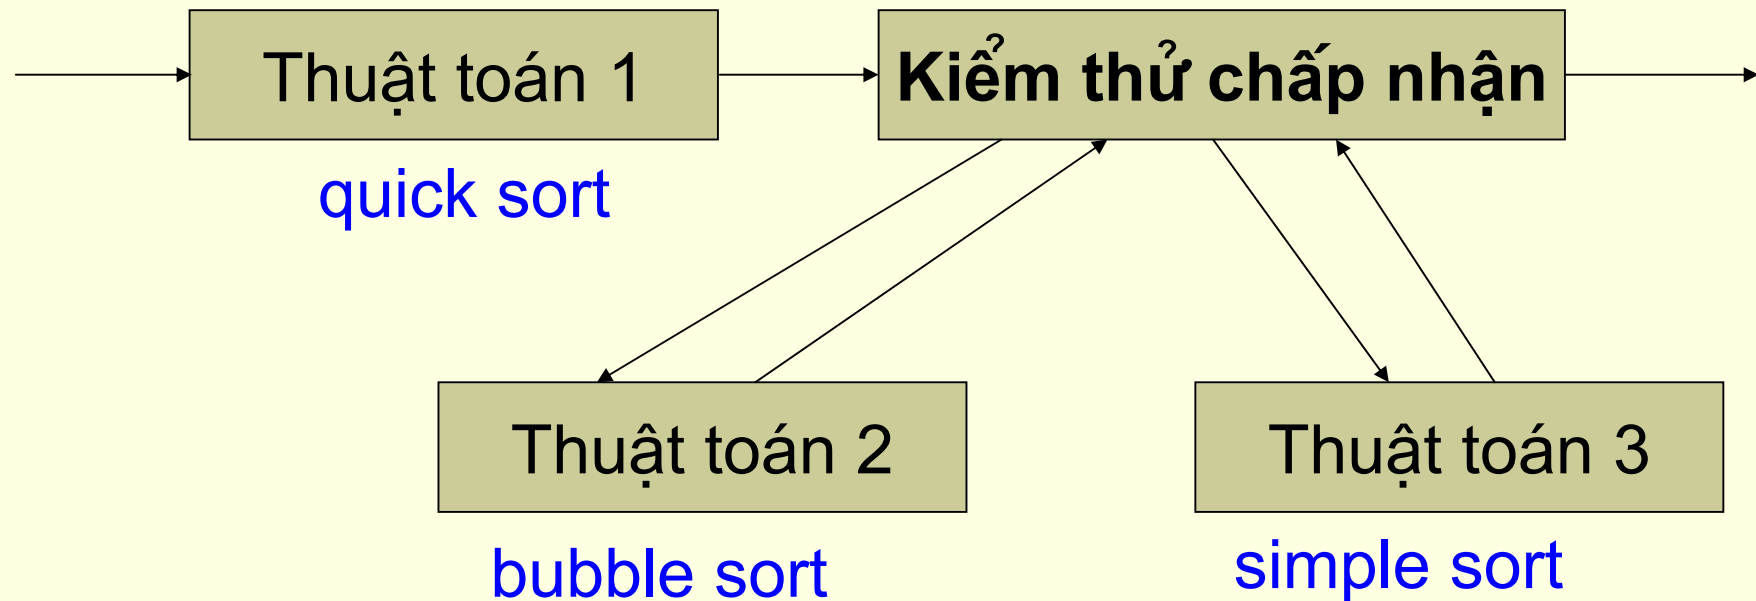 Thuật toán 1
Kiểm thử chấp nhận
quick sort
Thuật toán 2
Thuật toán 3
bubble sort
simple sort